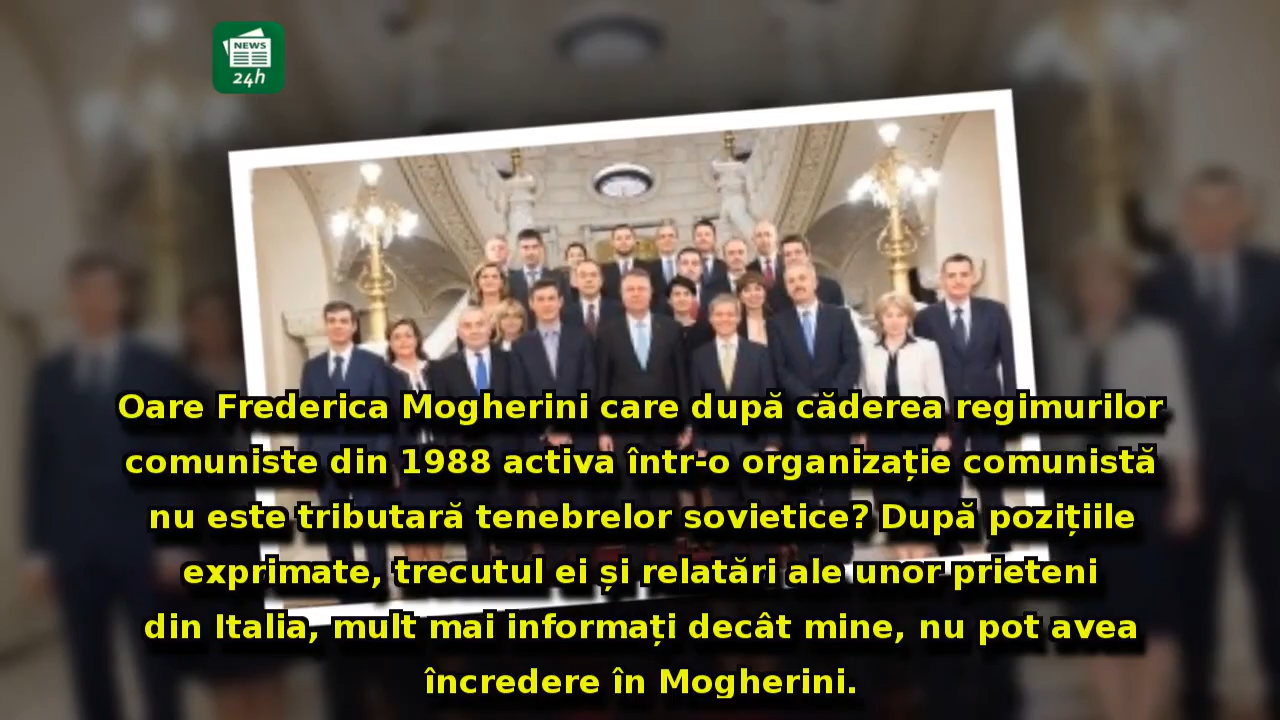 NEWS
24h
Oare Frederica Mogherini care după căderea regimurilor
comuniste din 1988 activa într-o organizație comunistă
nu este tributară tenebrelor sovietice? După pozițiile
exprimate, trecutul ei și relatări ale unor prieteni
din Italia, mult mai informați decât mine, nu pot avea
încredere în Mogherini.